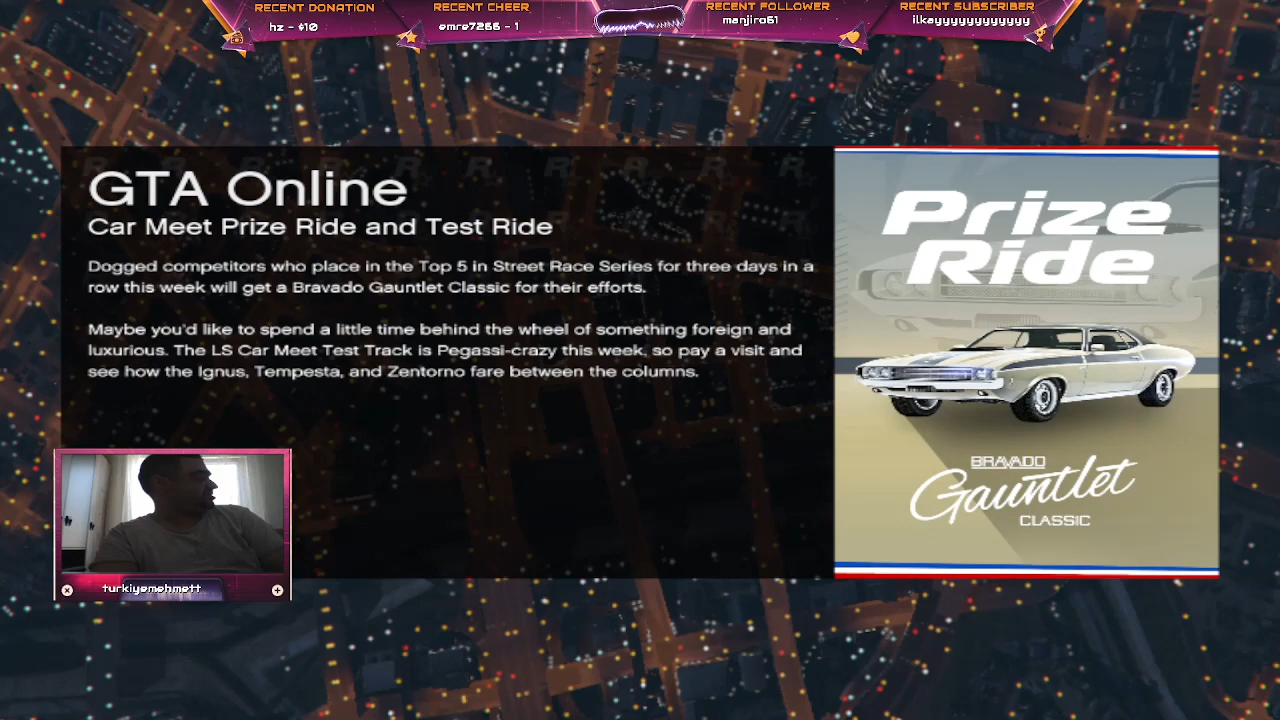 RECENT DONATION
hz - $10
RECENT CHEER
emre7266 - 1
RECENT FOLLOWER
manjiro61
RECENT SUBSCRIBER
ilkayyyyyyyyyyyyy
GTA Online
Car Meet Prize Ride and Test Ride
Dogged competitors who place in the Top 5 in Street Race Series for three days in a
row this week will get a Bravado Gauntlet Classic for their efforts.
Maybe you'd like to spend a little time behind the wheel of something foreign and
luxurious. The LS Car Meet Test Track is Pegassi-crazy this week, so pay a visit and
see how the Ignus, Tempesta, and Zentorno fare between the columns.
Prize
Ride
BRAVADO
Gauntlet
CLASSIC
turkiyemehmett